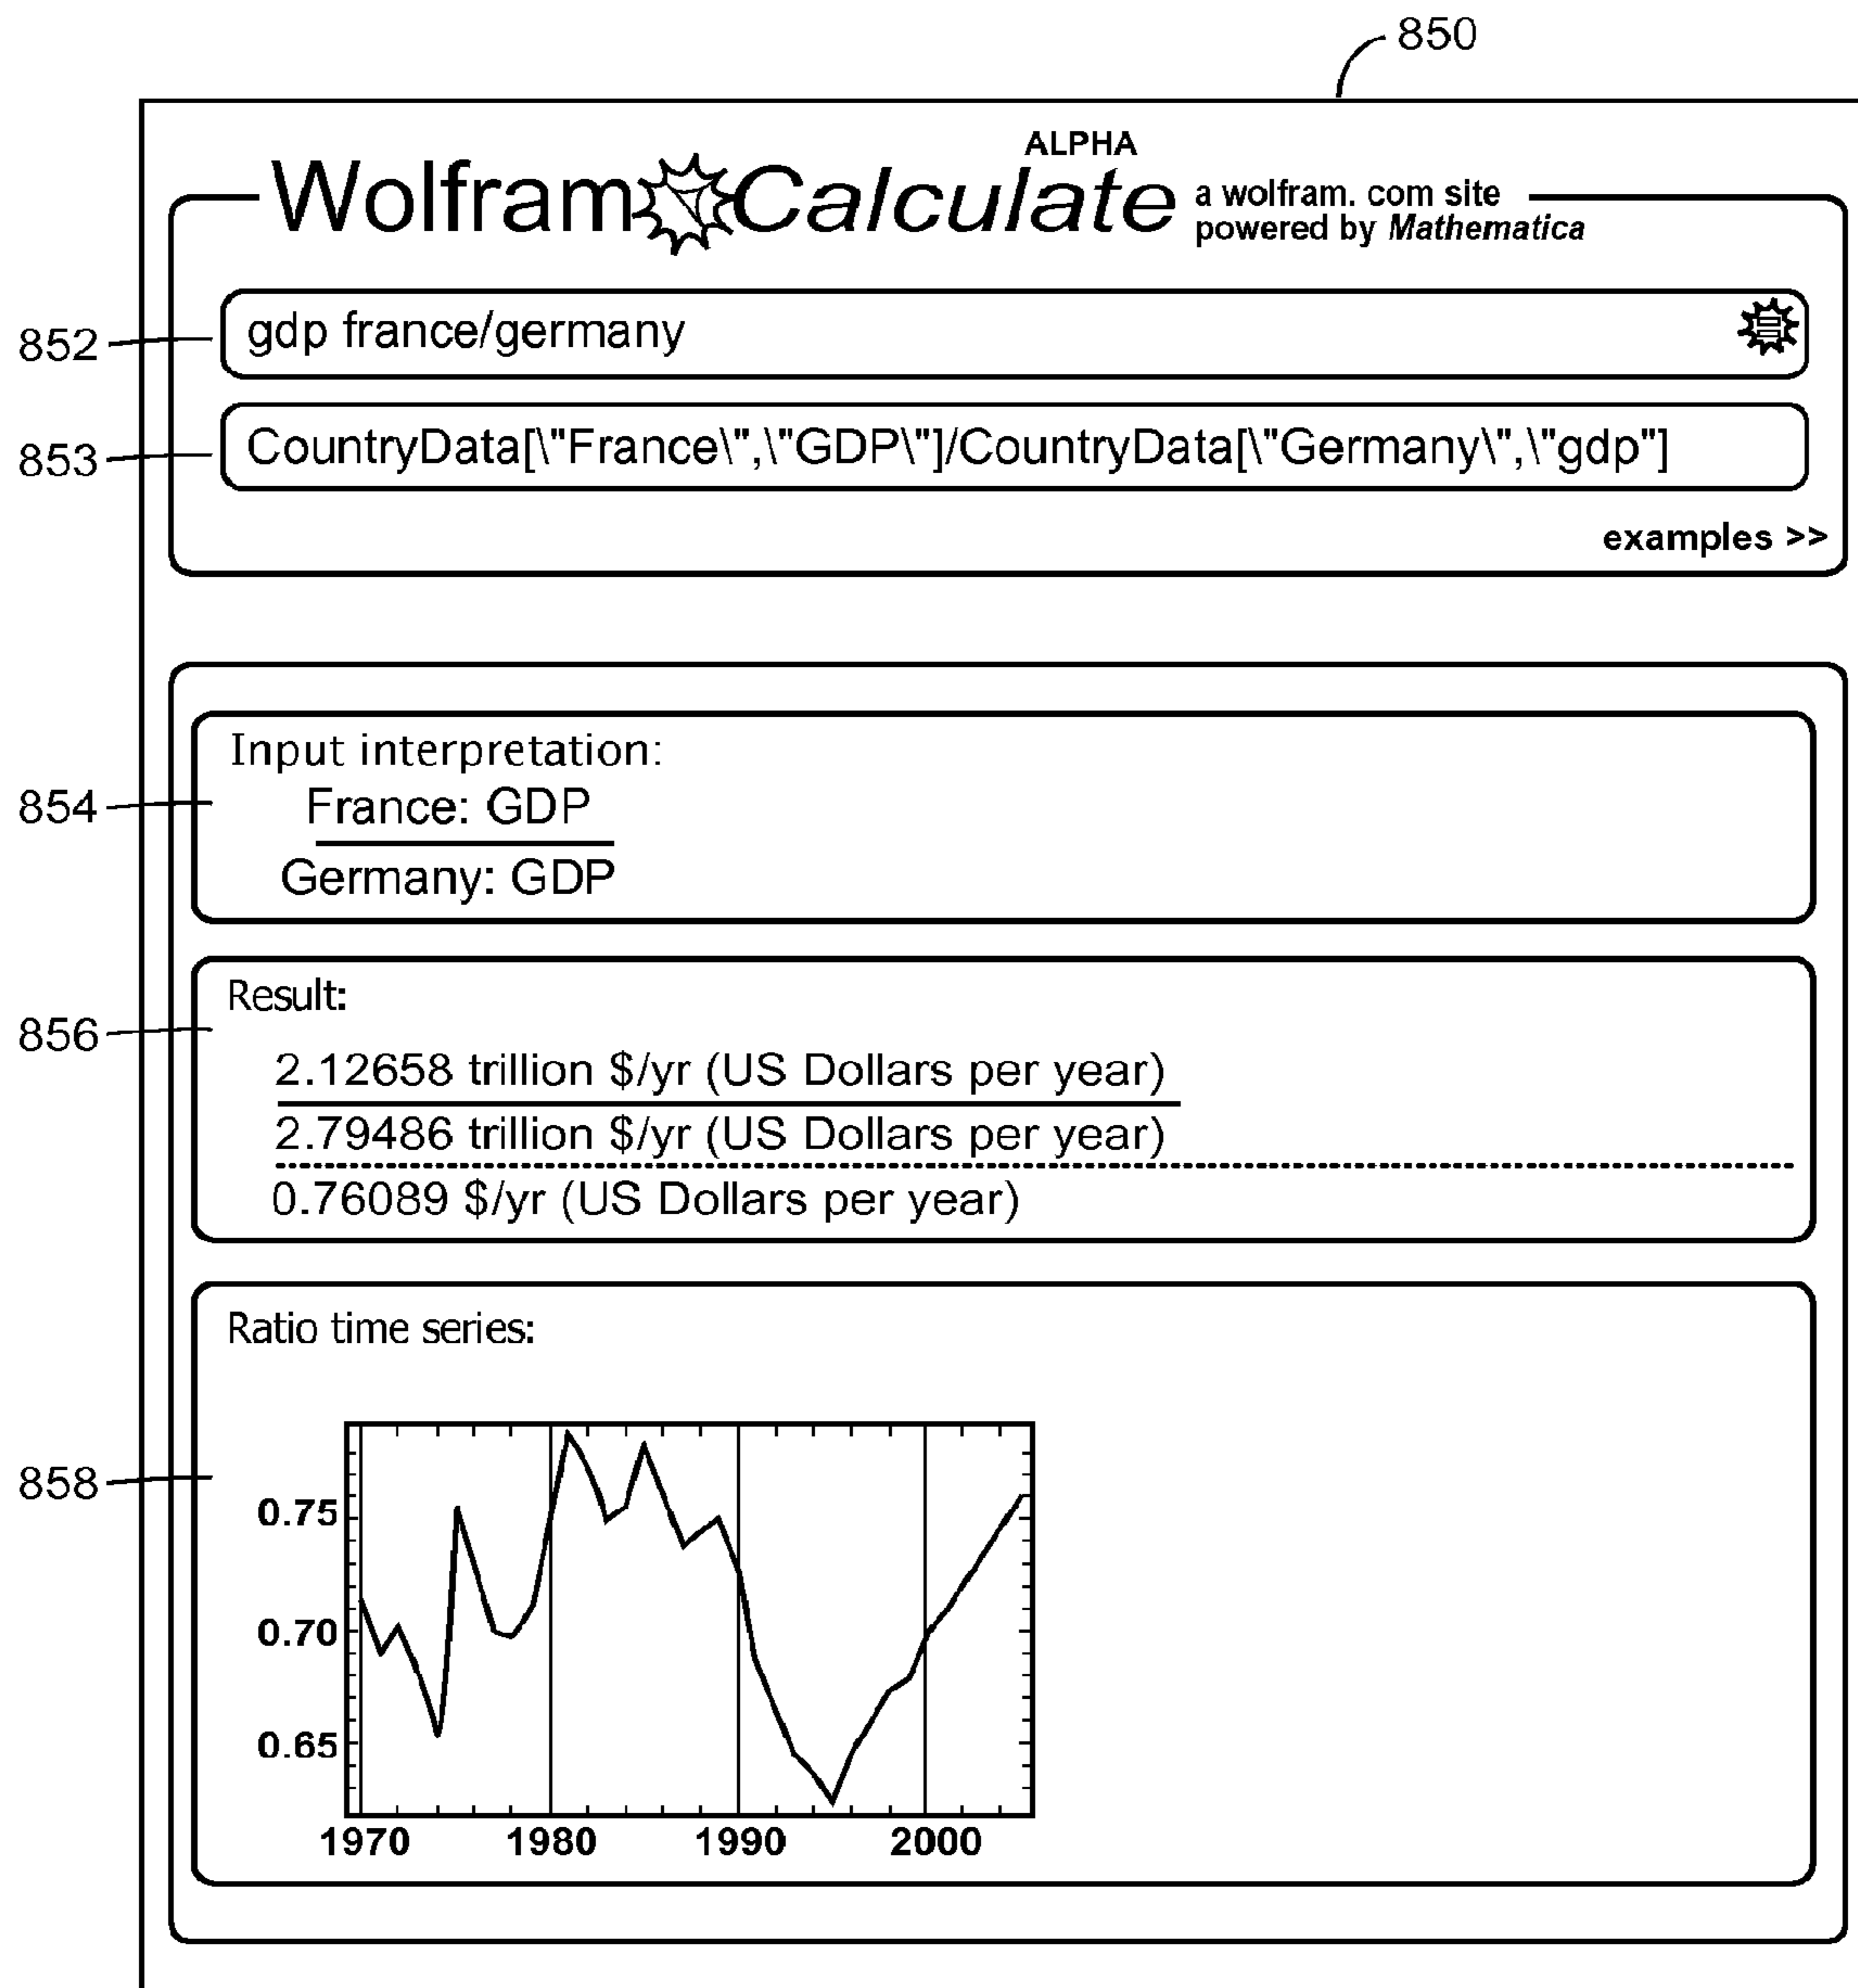 850
ALPHA
Wolfram Calculate a wolfram. com site
powered by Mathematica
852
gdp france/germany
853
CountryData[\"France\",\"GDP\"]/CountryData[\"Germany\",\"gdp"]
examples >>
854
Input interpretation:
France: GDP
Germany: GDP
856
Result:
2.12658 trillion $/yr (US Dollars per year)
2.79486 trillion $/yr (US Dollars per year)
0.76089 $/yr (US Dollars per year)
858
Ratio time series:
0.75
0.70
0.65
1970 1980 1990 2000